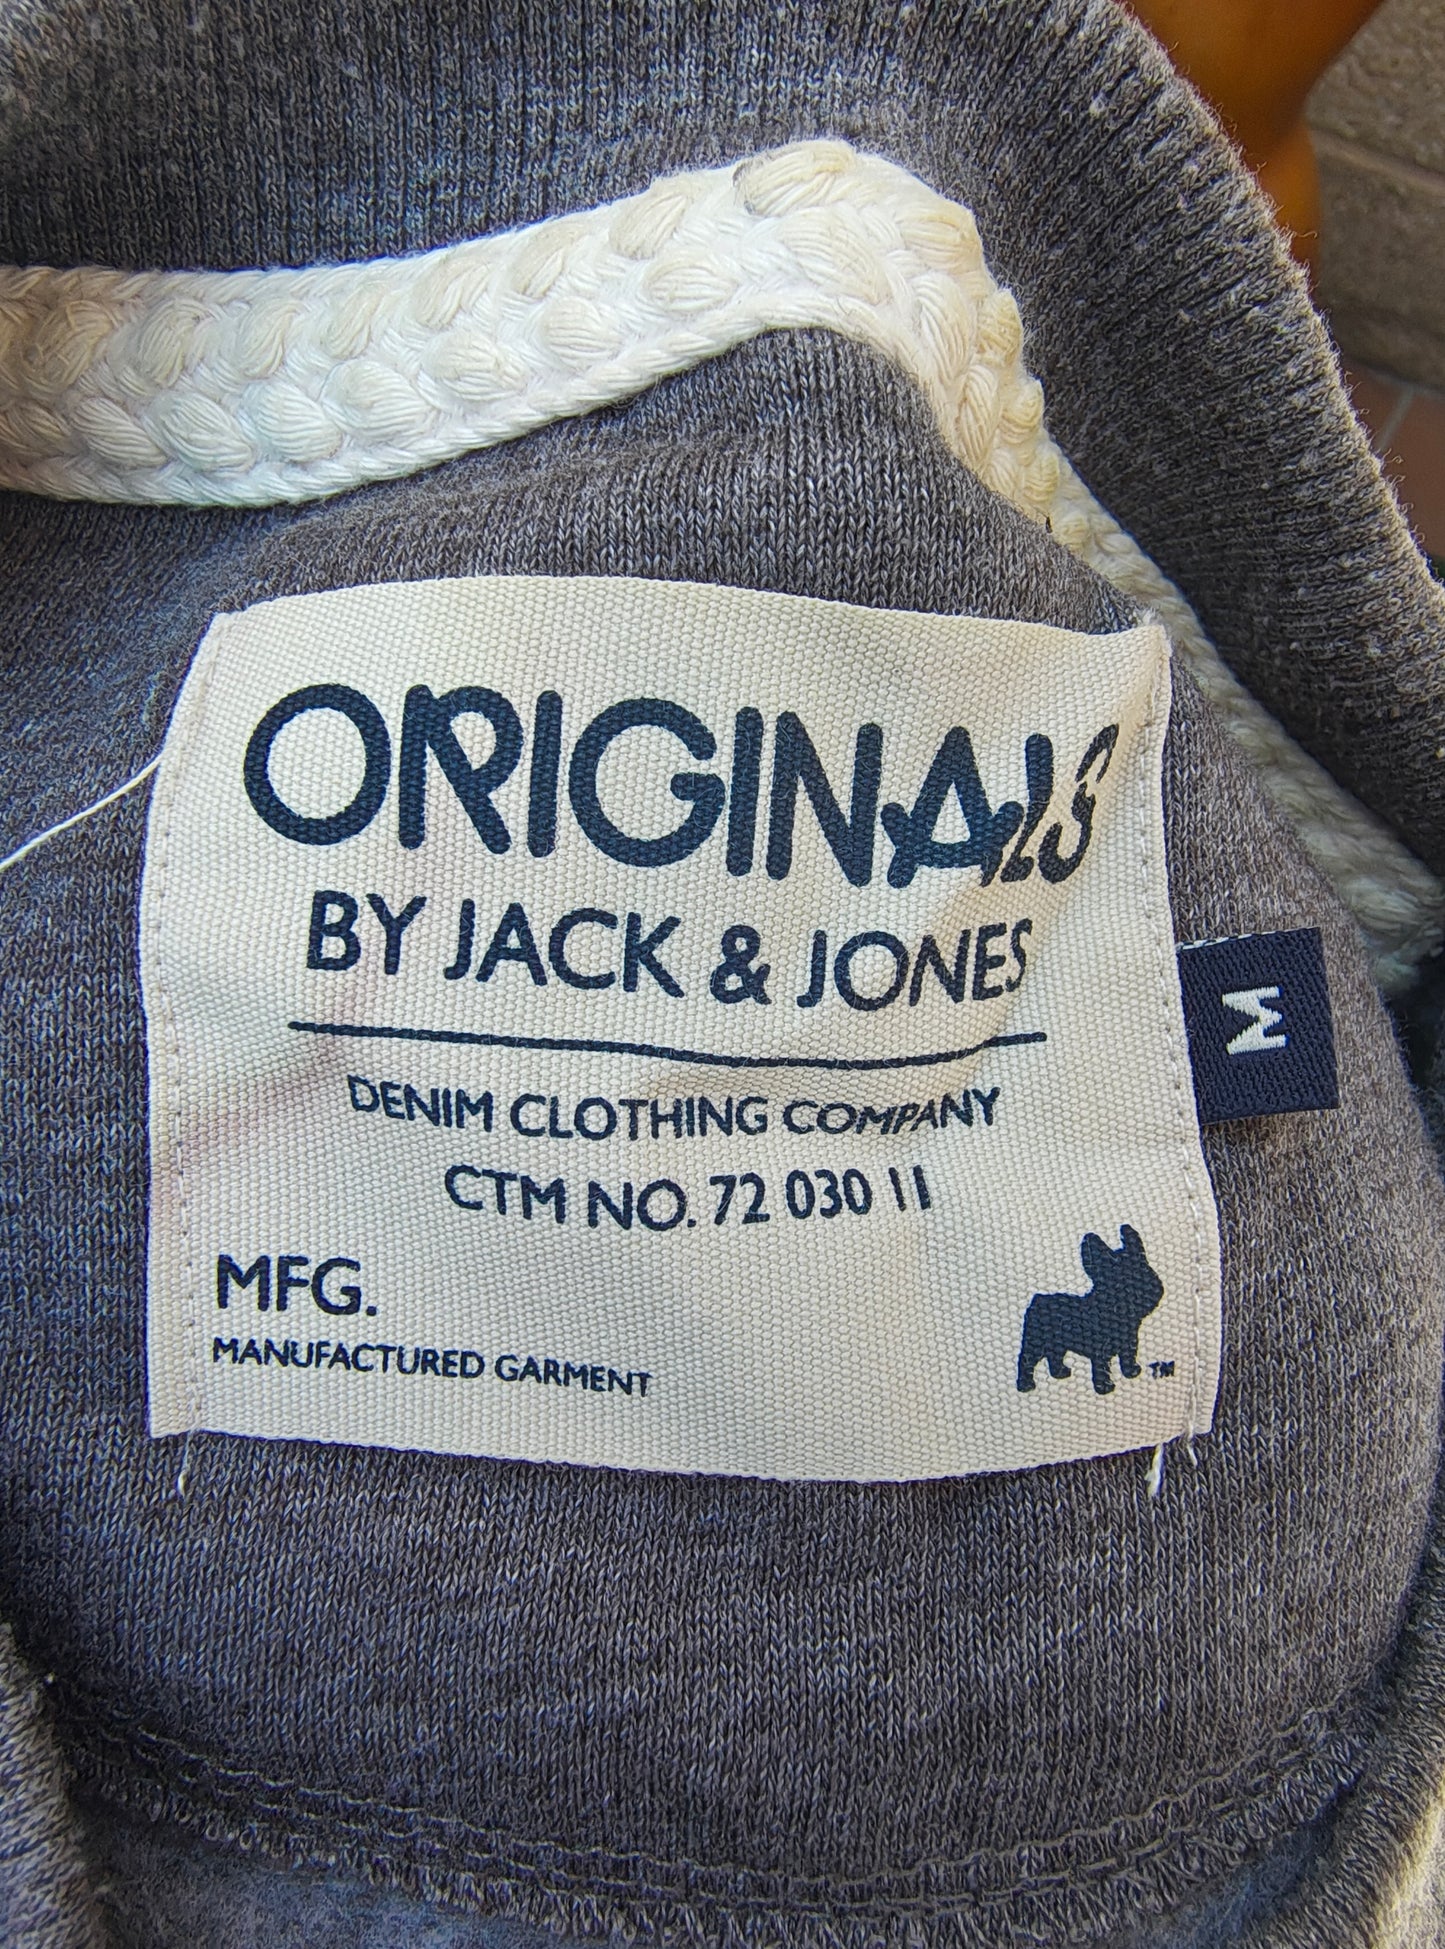 ORIGINALS
BY JACK & JONES
DENIM CLOTHING COMPANY
CTM NO. 72 030 11
MFG.
MANUFACTURED GARMENT
TM
M